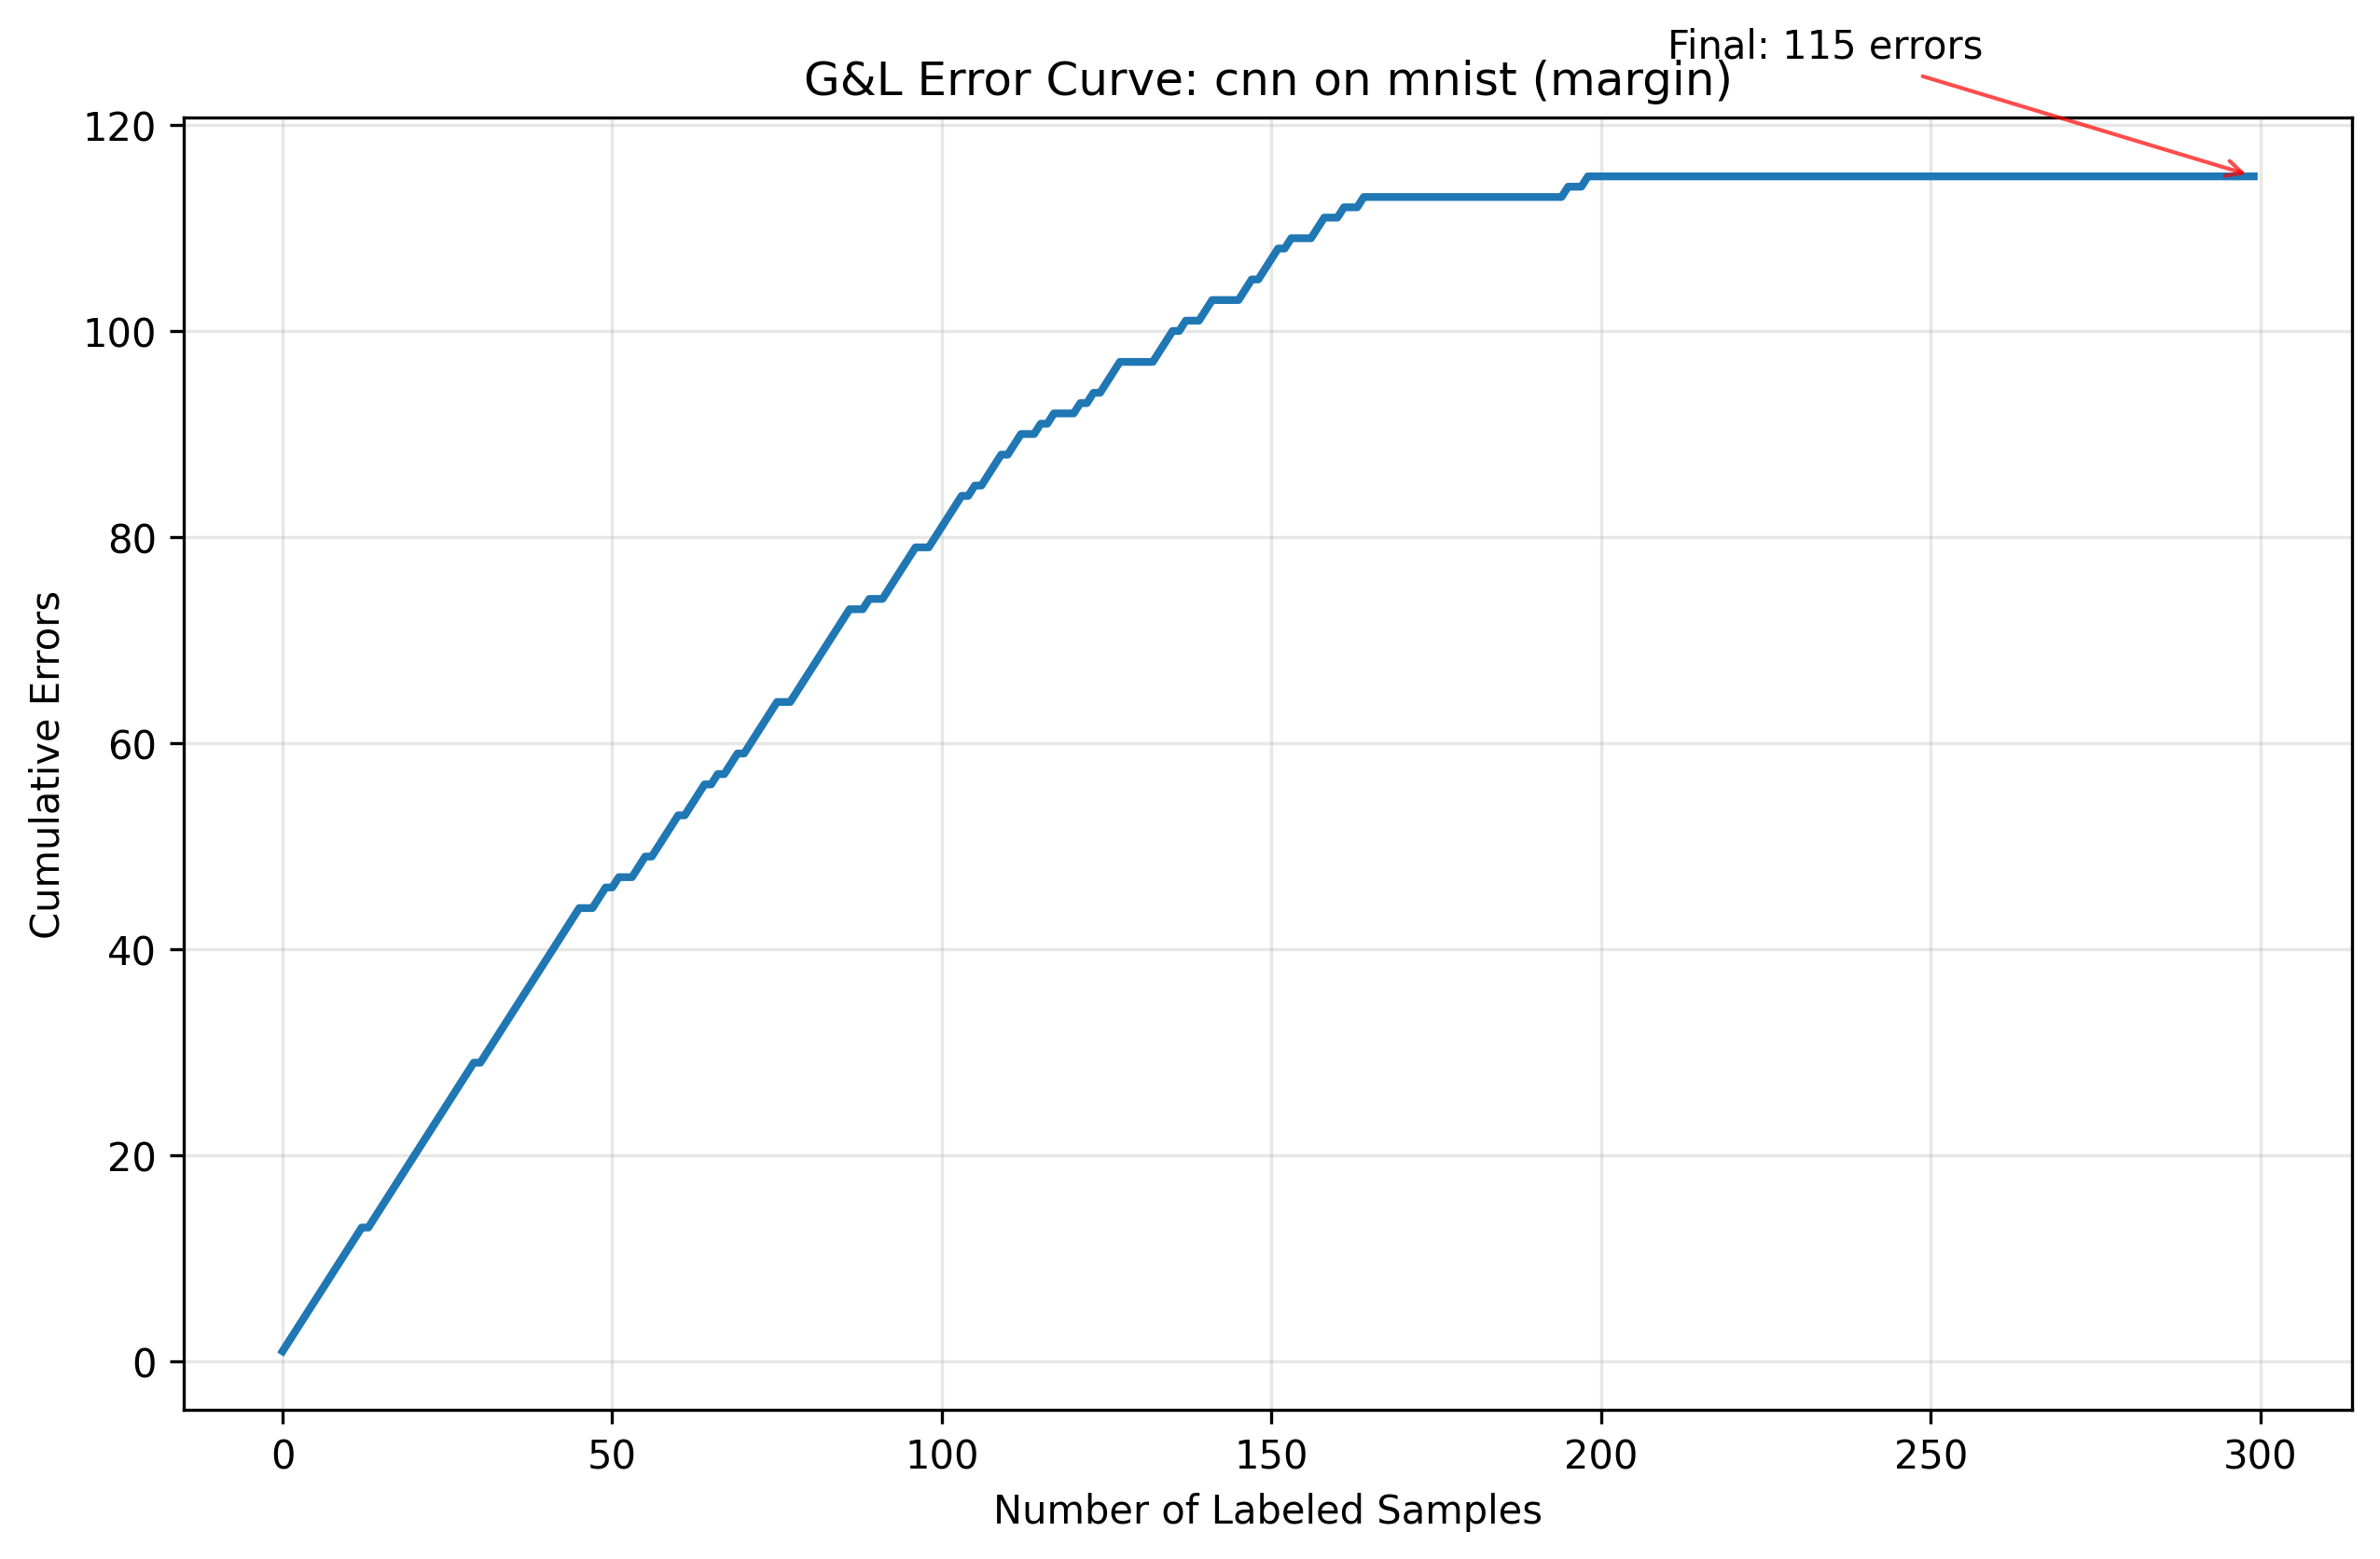 Final: 115 errors
G&L Error Curve: cnn on mnist (margin)
120
100
80
60
40
20
0
Cumulative Errors
0 50 100 150 200 250 300
Number of Labeled Samples